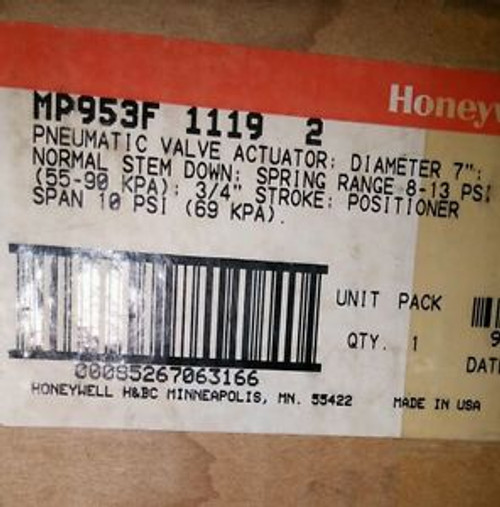 Honeyw
MP953F 1119 2
PNEUMATIC VALVE ACTUATOR: DIAMETER 7":
NORMAL STEM DOWN: SPRING RANGE 8-13 PSI
(55-90 KPA): 3/4" STROKE: POSITIONER
SPAN 10 PSI (69 KPA).
UNIT PACK
QTY. 1
9
DAT
00085267063166
HONEYWELL H&BC MINNEAPOLIS, MN. 55422
MADE IN USA